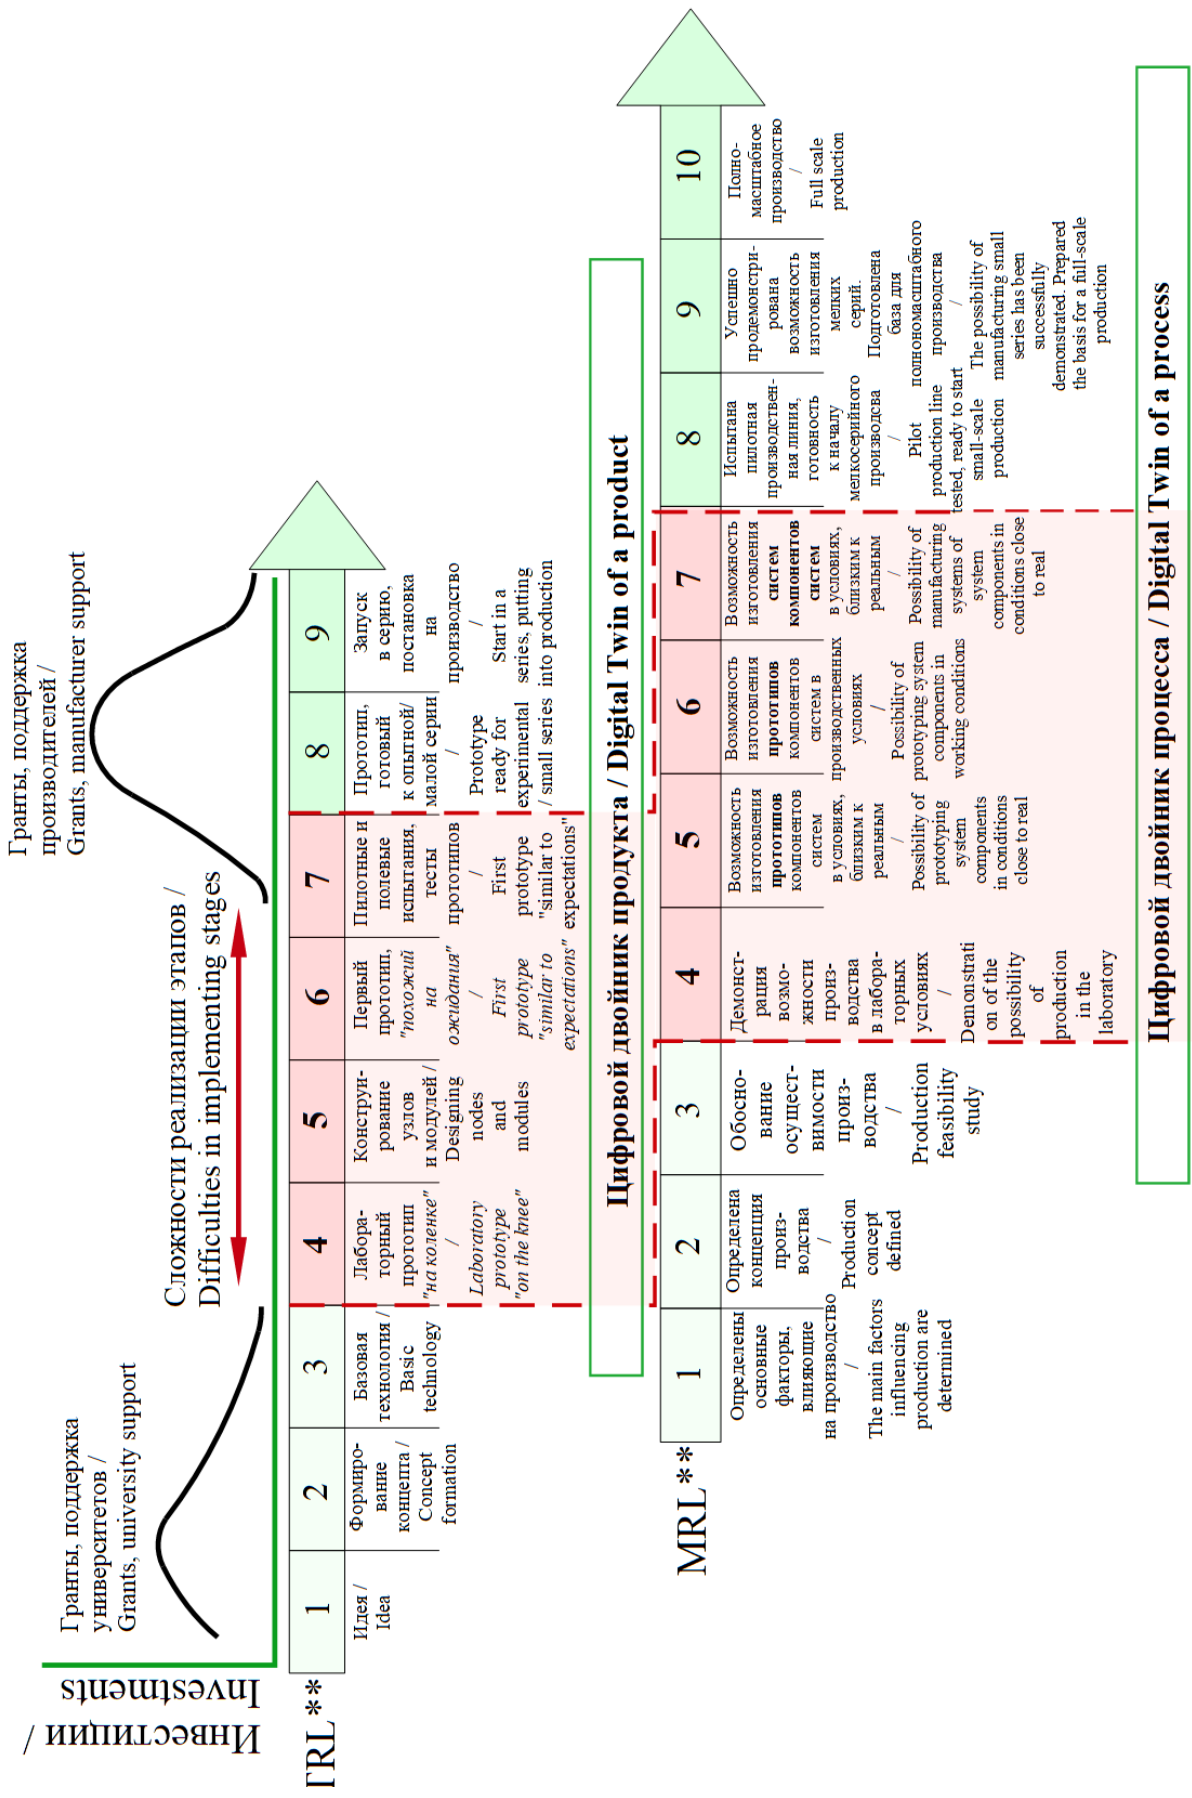 Инвестиции /
Investments
Гранты, поддержка
университетов /
Grants, university support
Сложности реализации этапов /
Difficulties in implementing stages
Гранты, поддержка
производителей /
Grants, manufacturer support
TRL**
1
2
3
4
5
6
7
8
9
Идея /
Idea
Формиро-
вание
концепта /
Concept
formation
Базовая
технология /
Basic
technology
Лабора-
торный
прототип
"на коленке"
/
Laboratory
prototype
"on the knee"
Конструи-
рование
узлов
и модулей /
Designing
nodes
and
modules
Первый
прототип,
"похожий
на
ожидания"
/
First
prototype
"similar to
expectations"
Пилотные и
полевые
испытания,
тесты
прототипов
/
First
prototype
"similar to
expectations"
Прототип,
готовый
к опытной/
малой серии
/
Prototype
ready for
experimental
/ small series
Запуск
в серию,
постановка
на
производство
/
Start in a
series, putting
into production
Цифровой двойник продукта / Digital Twin of a product
MRL**
1
2
3
4
5
6
7
8
9
10
Определены
основные
факторы,
влияющие
на производство
/
The main factors
influencing
production are
determined
Определена
концепция
произ-
водства
/
Production
concept
defined
Обосно-
вание
осущест-
вимости
произ-
водства
/
Production
feasibility
study
Демонст-
рация
возмо-
жности
произ-
водства
в лабора-
торных
условиях
/
Demonstrati
on of the
possibility
of
production
in the
laboratory
Возможность
изготовления
прототипов
компонентов
систем
в условиях,
близким к
реальным
/
Possibility of
prototyping
system
components
in conditions
close to real
Возможность
изготовления
прототипов
компонентов
систем в
производственных
условиях
/
Possibility of
prototyping system
components in
working conditions
Возможность
изготовления
систем
компонентов
систем
в условиях,
близким к
реальным
/
Possibility of
manufacturing
systems of
system
components in
conditions close
to real
Испытана
пилотная
производствен-
ная линия,
готовность
к началу
мелкосерийного
производсва
/
Pilot
production line
tested, ready to start
small-scale
production
Успешно
продемонстри-
рована
возможность
изготовления
мелких
серий.
Подготовлена
база для
полнономасштабного
производства
/
The possibility of
manufacturing small
series has been
successfully
demonstrated. Prepared
the basis for a full-scale
production
Полно-
масштабное
производство
/
Full scale
production
Цифровой двойник процесса / Digital Twin of a process